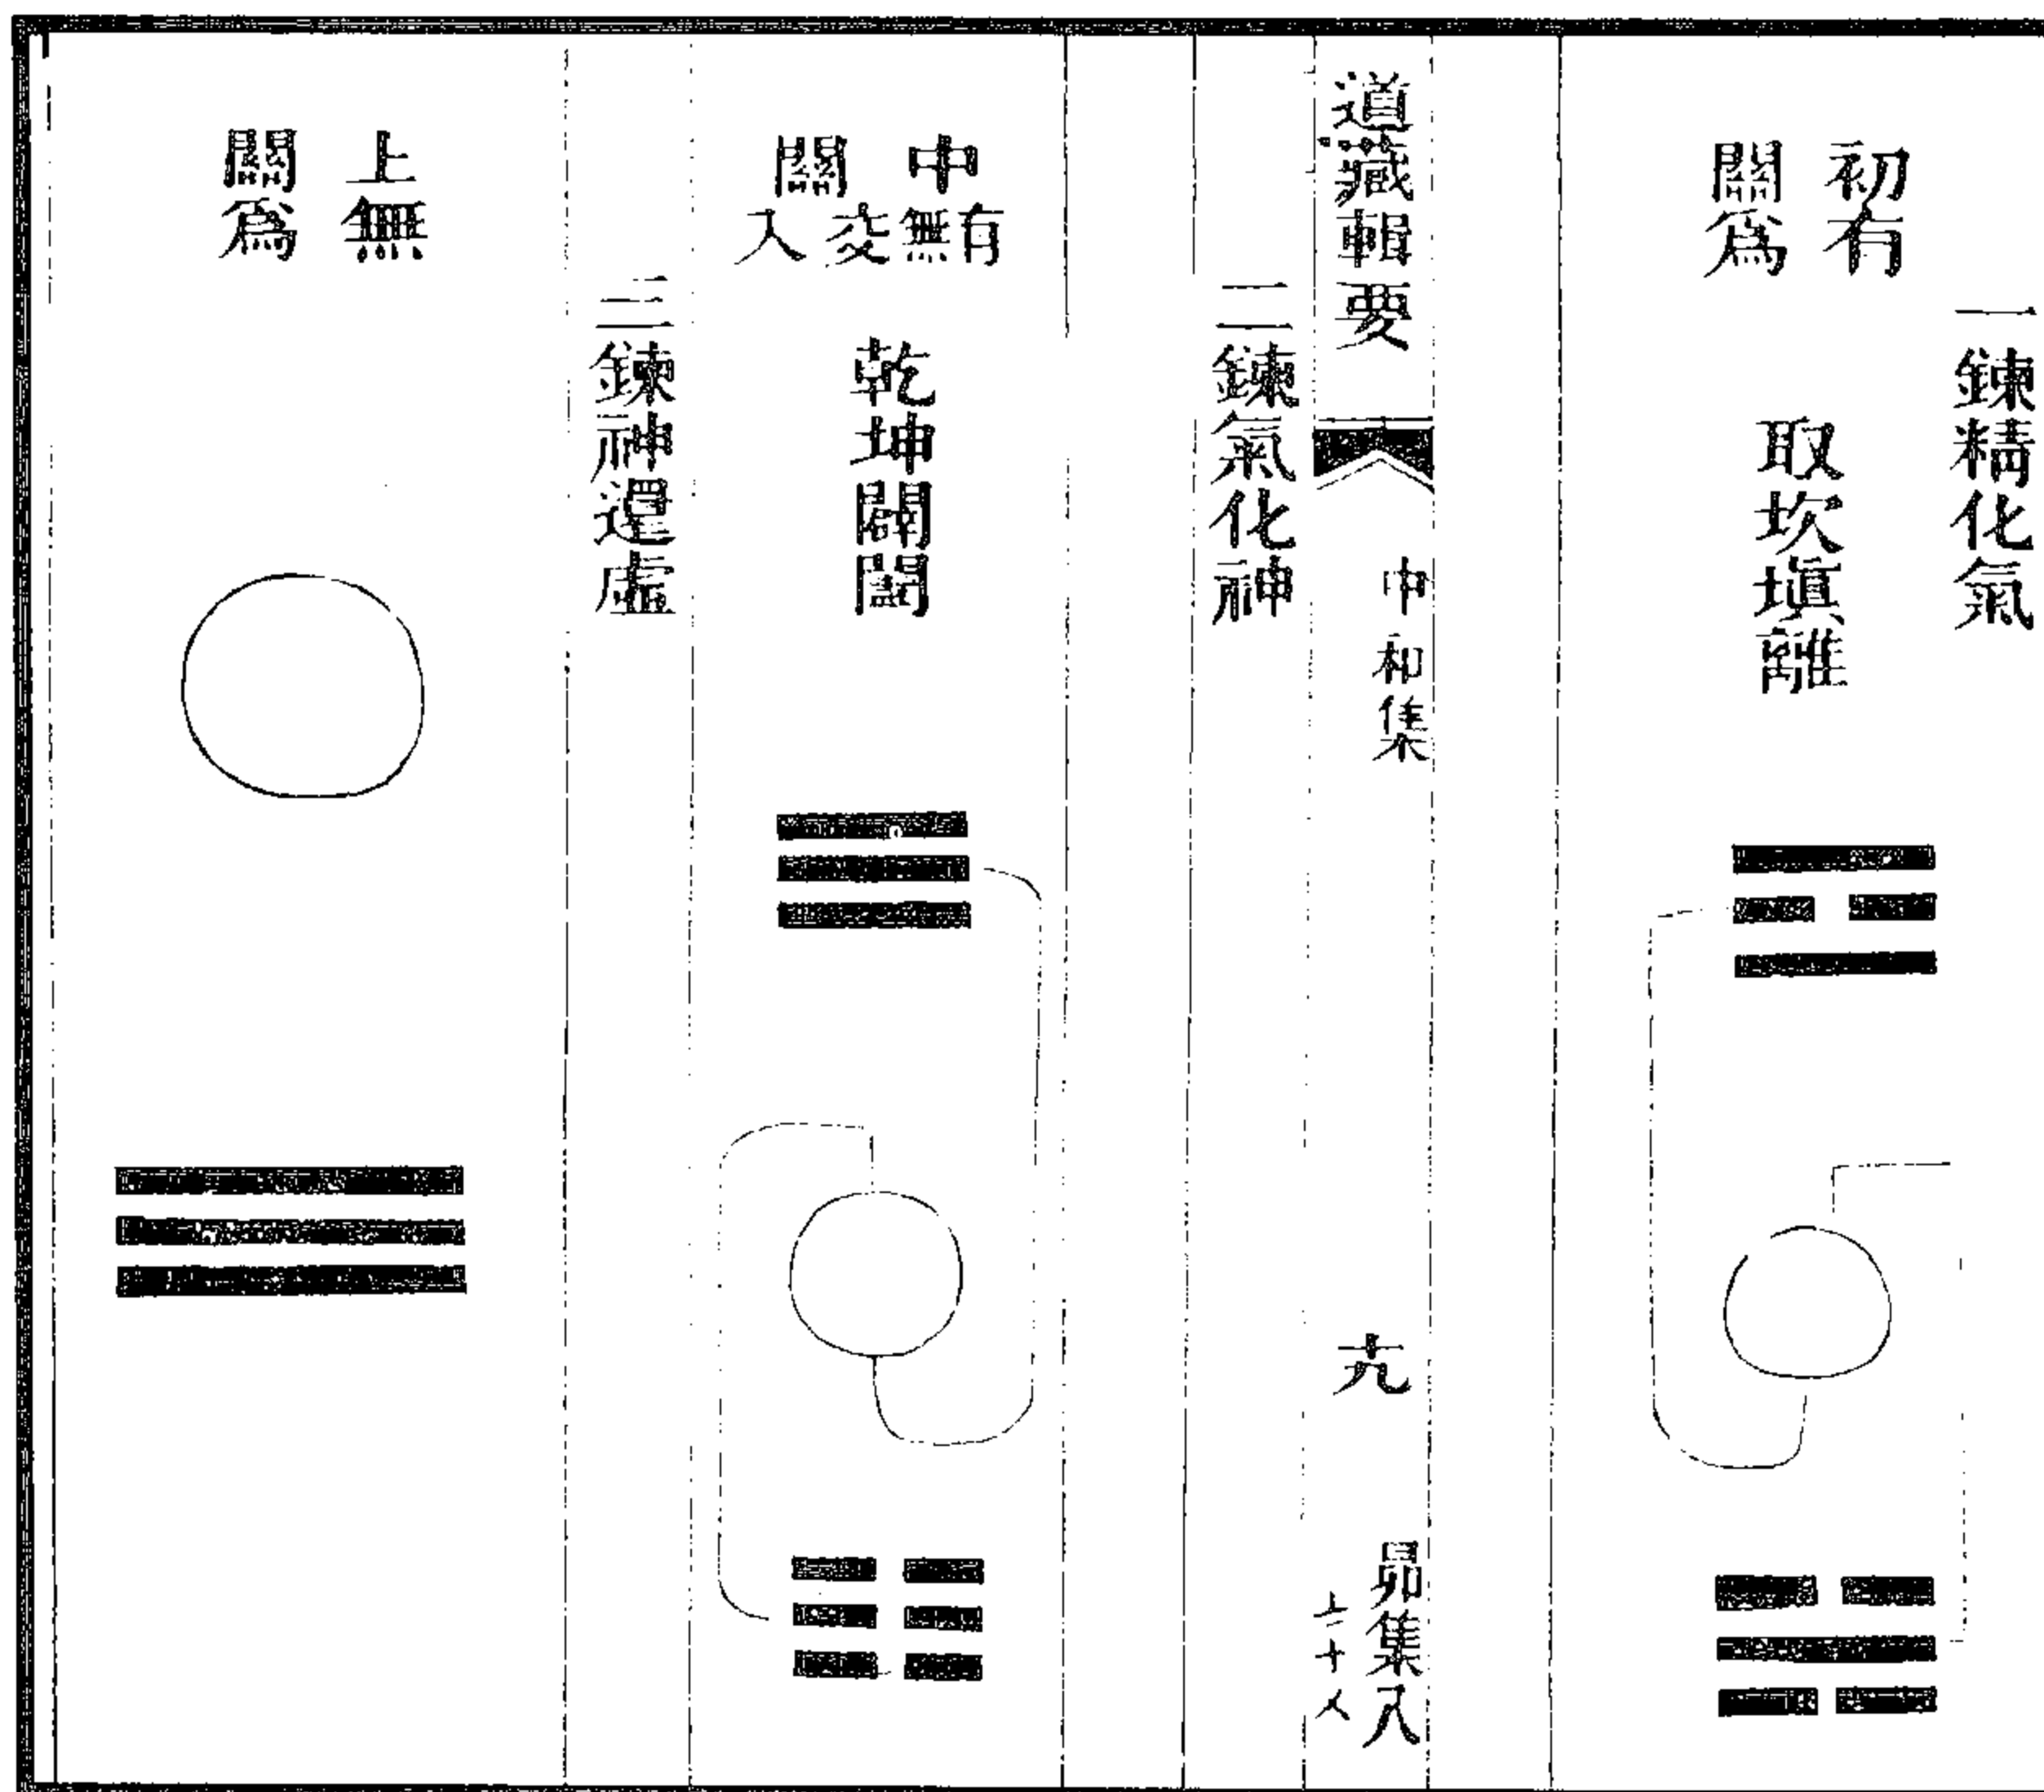 一鍊精化氣
初關
有爲
取坎塡離
道藏輯要
中和集
十九
昴集八
二鍊氣化神
中關
有無交入
乾坤闢闔
三鍊神還虛
上關
無爲